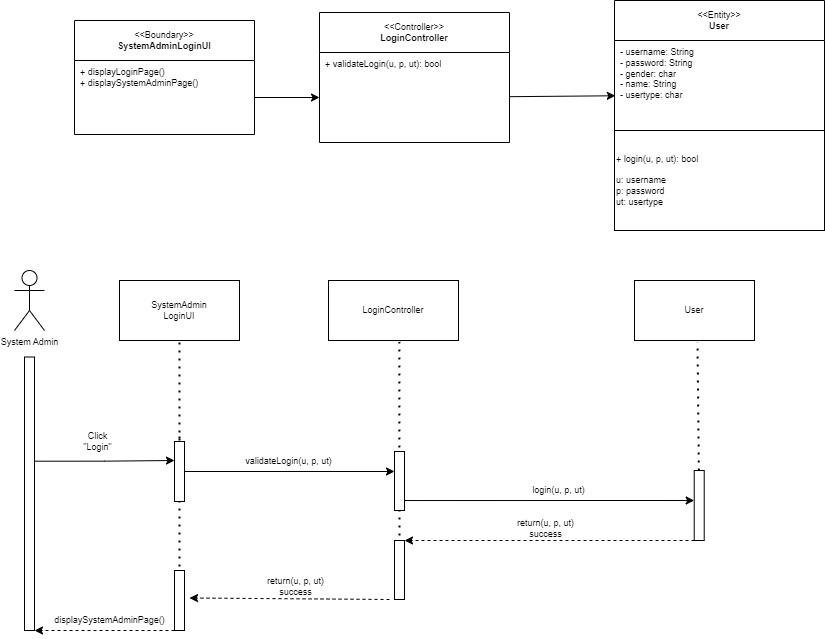 <<Boundary>>
SystemAdminLoginUI
+ displayLoginPage()
+ displaySystemAdminPage()
<<Controller>>
LoginController
+ validateLogin(u, p, ut): bool
<<Entity>>
User
- username: String
- password: String
- gender: char
- name: String
- usertype: char
+ login(u, p, ut): bool
u: username
p: password
ut: usertype
System Admin
SystemAdmin
LoginUI
LoginController
User
Click
"Login"
validateLogin(u, p, ut)
login(u, p, ut)
return(u, p, ut)
success
return(u, p, ut)
success
displaySystemAdminPage()